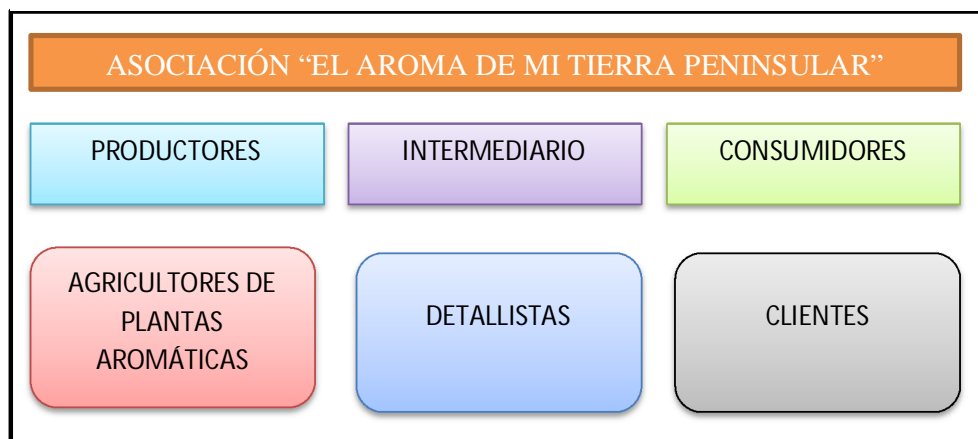 ASOCIACIÓN “EL AROMA DE MI TIERRA PENINSULAR”
PRODUCTORES
INTERMEDIARIO
CONSUMIDORES
AGRICULTORES DE
PLANTAS
AROMÁTICAS
DETALLISTAS
CLIENTES